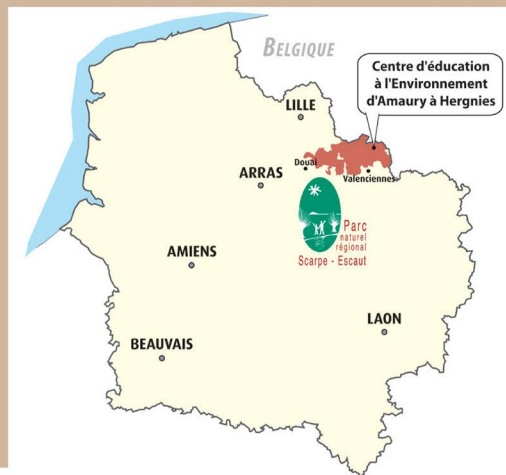 BELGIQUE
Centre d'éducation
à l'Environnement
d'Amaury à Hergnies
LILLE
Douai
Valenciennes
ARRAS
Parc
naturel
régional
Scarpe - Escaut
AMIENS
LAON
BEAUVAIS